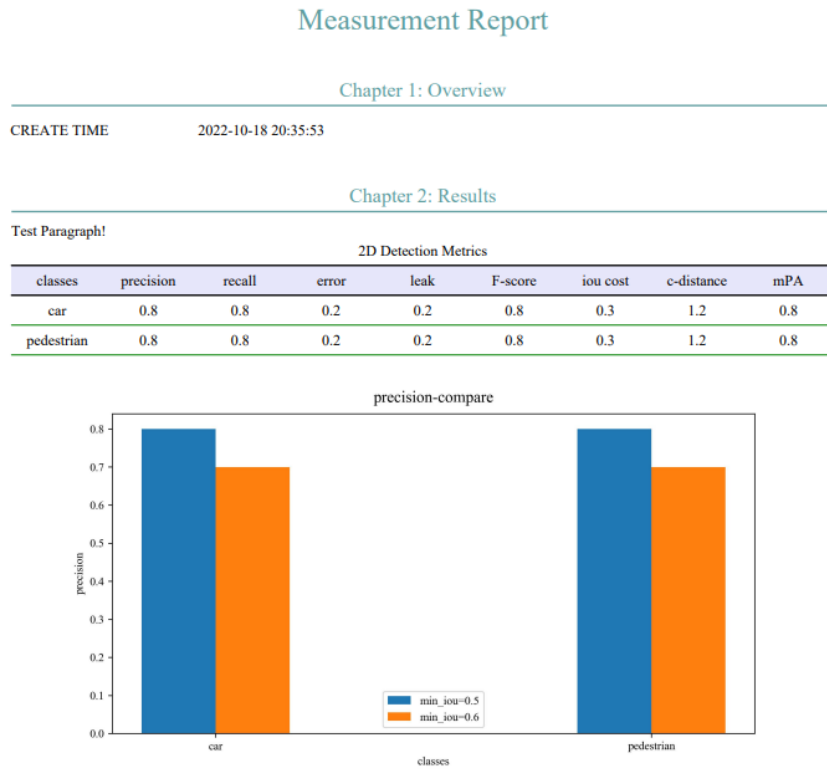 Measurement Report
Chapter 1: Overview
CREATE TIME 2022-10-18 20:35:53
Chapter 2: Results
Test Paragraph!
2D Detection Metrics
classes precision recall error leak F-score iou cost c-distance mPA
car 0.8 0.8 0.2 0.2 0.8 0.3 1.2 0.8
pedestrian 0.8 0.8 0.2 0.2 0.8 0.3 1.2 0.8
precision-compare
0.8
0.7
0.6
0.5
0.4
0.3
0.2
0.1
0.0
precision
min_iou=0.5
min_iou=0.6
car pedestrian
classes